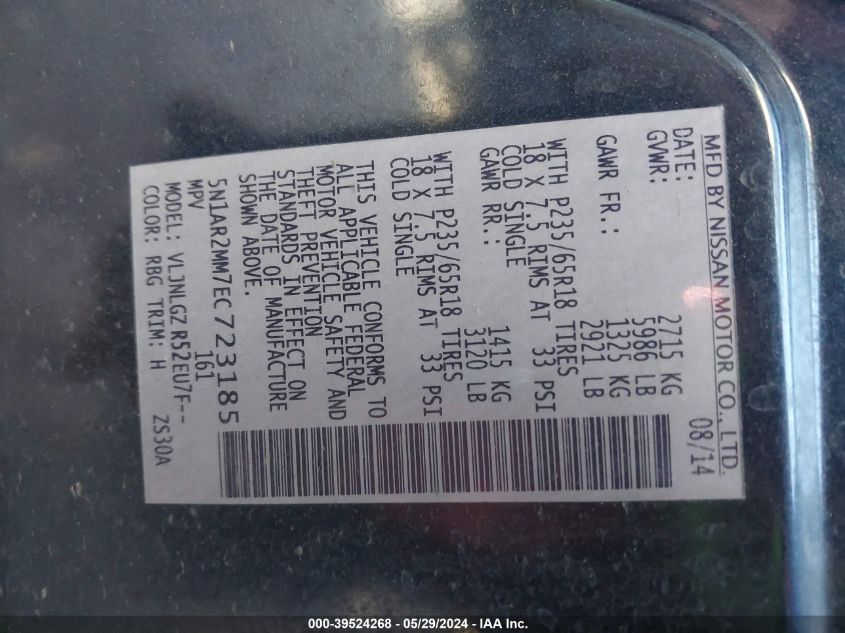 MFD BY NISSAN MOTOR CO., LTD.
DATE: 08/14
GVWR: 2715 KG
5986 LB
GAWR FR.: 1325 KG
2921 LB
WITH P235/65R18 TIRES
18 X 7.5 RIMS AT 33 PSI
COLD SINGLE
GAWR RR.: 1415 KG
3120 LB
WITH P235/65R18 TIRES
18 X 7.5 RIMS AT 33 PSI
COLD SINGLE
THIS VEHICLE CONFORMS TO
ALL APPLICABLE FEDERAL
MOTOR VEHICLE SAFETY AND
THEFT PREVENTION
STANDARDS IN EFFECT ON
THE DATE OF MANUFACTURE
SHOWN ABOVE.
5N1AR2MM7EC723185
MPV 161
MODEL: VLJNLGZ R52EU7F--
COLOR: RBG TRIM: H ZS30A
000-39524268 - 05/29/2024 - IAA Inc.